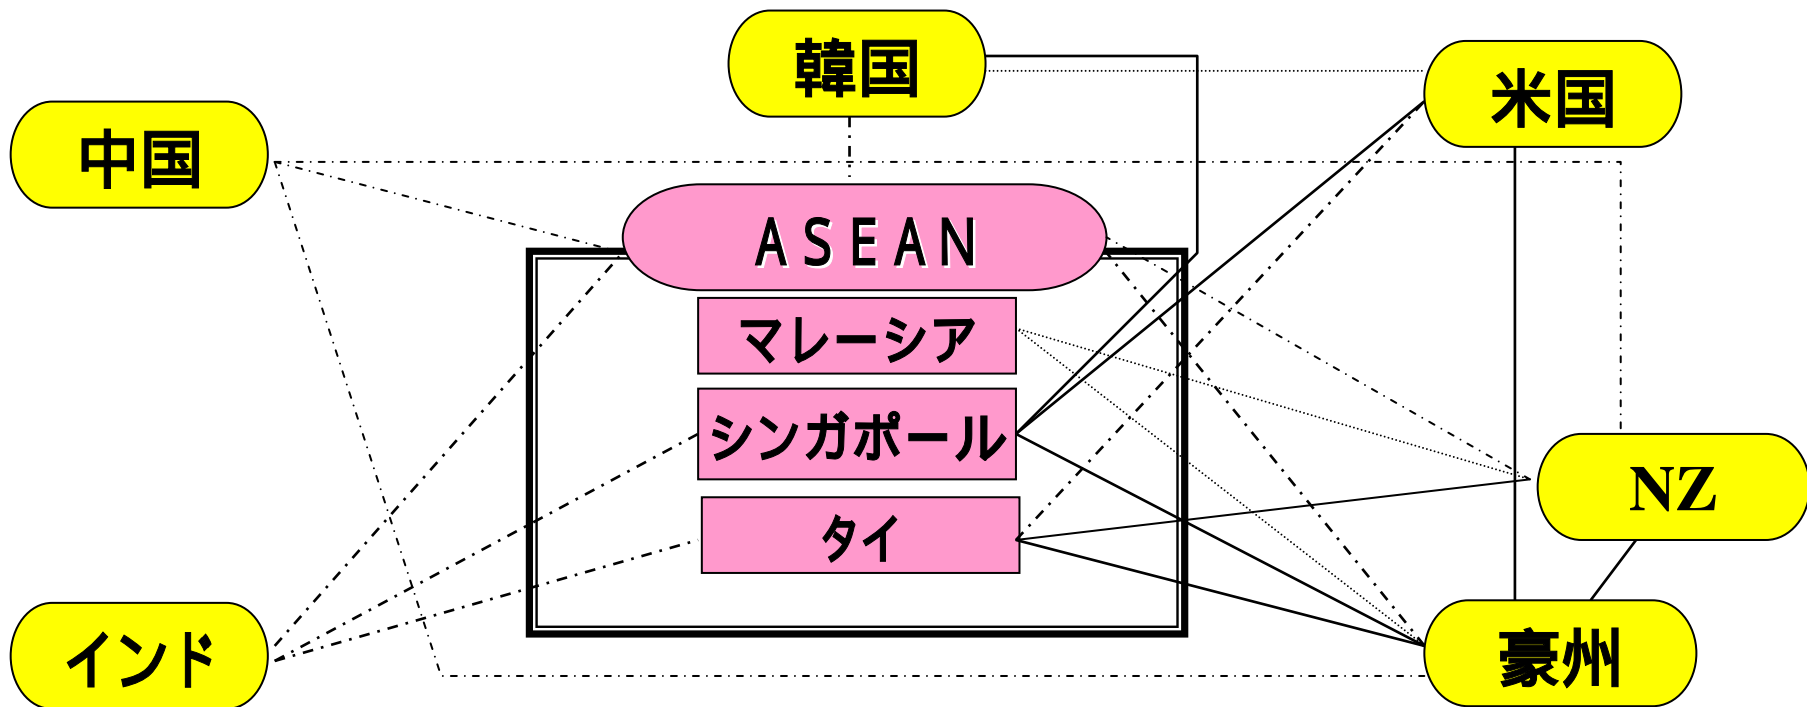 韓国
米国
中国
ＡＳＥＡＮ
マレーシア
シンガポール
タイ
NZ
インド
豪州